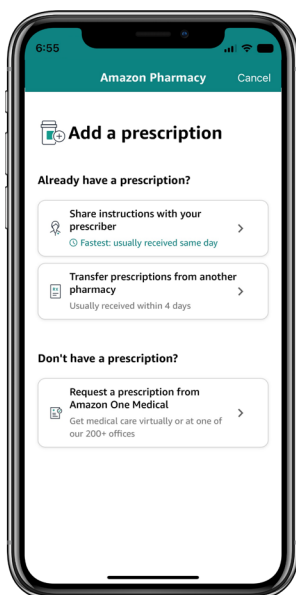 6:55
Amazon Pharmacy Cancel
Add a prescription
Already have a prescription?
Share instructions with your
prescriber
Fastest: usually received same day
Transfer prescriptions from another
pharmacy
Usually received within 4 days
Don't have a prescription?
Request a prescription from
Amazon One Medical
Get medical care virtually or at one of
our 200+ offices